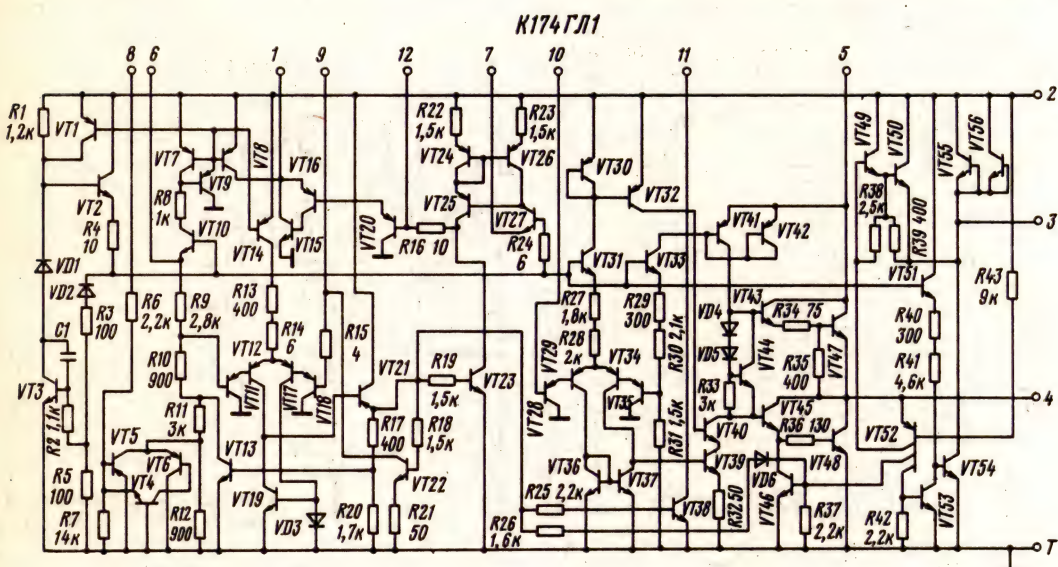 К174ГЛ1
8 6 1 9 12 7 10 11 5
2
3
4
Т
R1
1,2к
VT1
VT7
VT8
VT9
VT16
R8
1к
VT10
VT2
R4
10
VD1
VD2
R3
100
C1
VT3
R2 1,1к
R5
100
R7
14к
R6
2,2к
VT5
VT4
VT6
R9
2,8к
R10
900
R11
3к
R12
900
VT13
VT14
VT15
R13
400
R14
6
VT12
VT11
VT17
VT18
VT19
VD3
VT20
R15
4
VT21
R17
400
R20
1,7к
VT22
R21
50
R16 10
R19
1,5к
R18
1,5к
R22
1,5к
R23
1,5к
VT24
VT26
VT25
VT27
R24
6
VT23
VT30
VT32
VT31
VT33
R27
1,8к
R28
2к
R29
300
R30 2,1к
VT29
VT28
VT34
VT35
R31 1,5к
VT36
VT37
R25 2,2к
R26
1,6к
VT38
VT41
VT42
VD4
VD5
VT43
VT44
R34 75
R35
400
VT47
R33
3к
VT45
VT40
VT39
R36 130
VT48
R32 50
VD6
VT46
R37
2,2к
VT49
VT50
R38
2,5к
R39 400
VT55
VT56
VT51
R43
9к
R40
300
R41
4,6к
VT52
VT54
VT53
R42
2,2к